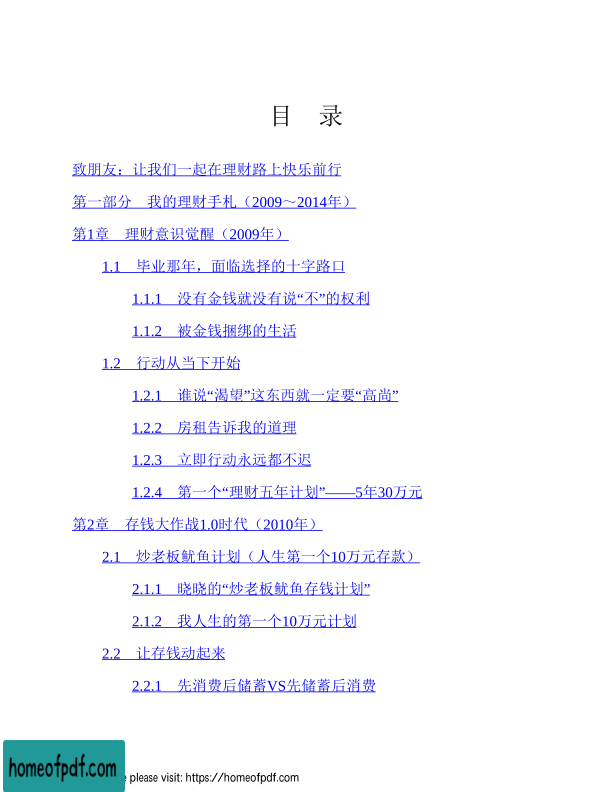 目　录
致朋友：让我们一起在理财路上快乐前行
第一部分　我的理财手札（2009～2014年）
第1章　理财意识觉醒（2009年）
1.1　毕业那年，面临选择的十字路口
1.1.1　没有金钱就没有说“不”的权利
1.1.2　被金钱捆绑的生活
1.2　行动从当下开始
1.2.1　谁说“渴望”这东西就一定要“高尚”
1.2.2　房租告诉我的道理
1.2.3　立即行动永远都不迟
1.2.4　第一个“理财五年计划”——5年30万元
第2章　存钱大作战1.0时代（2010年）
2.1　炒老板鱿鱼计划（人生第一个10万元存款）
2.1.1　晓晓的“炒老板鱿鱼存钱计划”
2.1.2　我人生的第一个10万元计划
2.2　让存钱动起来
2.2.1　先消费后储蓄VS先储蓄后消费
homeofpdf.com
please visit: https://homeofpdf.com